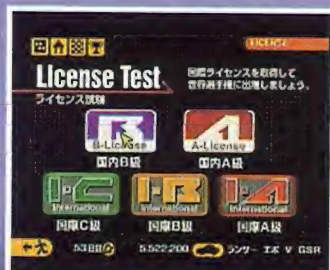 LICENSE
License Test
国際ライセンスを取得して
世界選手権に出場しましょう。
ライセンス試験
B-License
A-License
国内B級
国内A級
I·C
International
I·B
International
I·A
International
国際C級
国際B級
国際A級
5,522,200
ランサー エボ V GSR